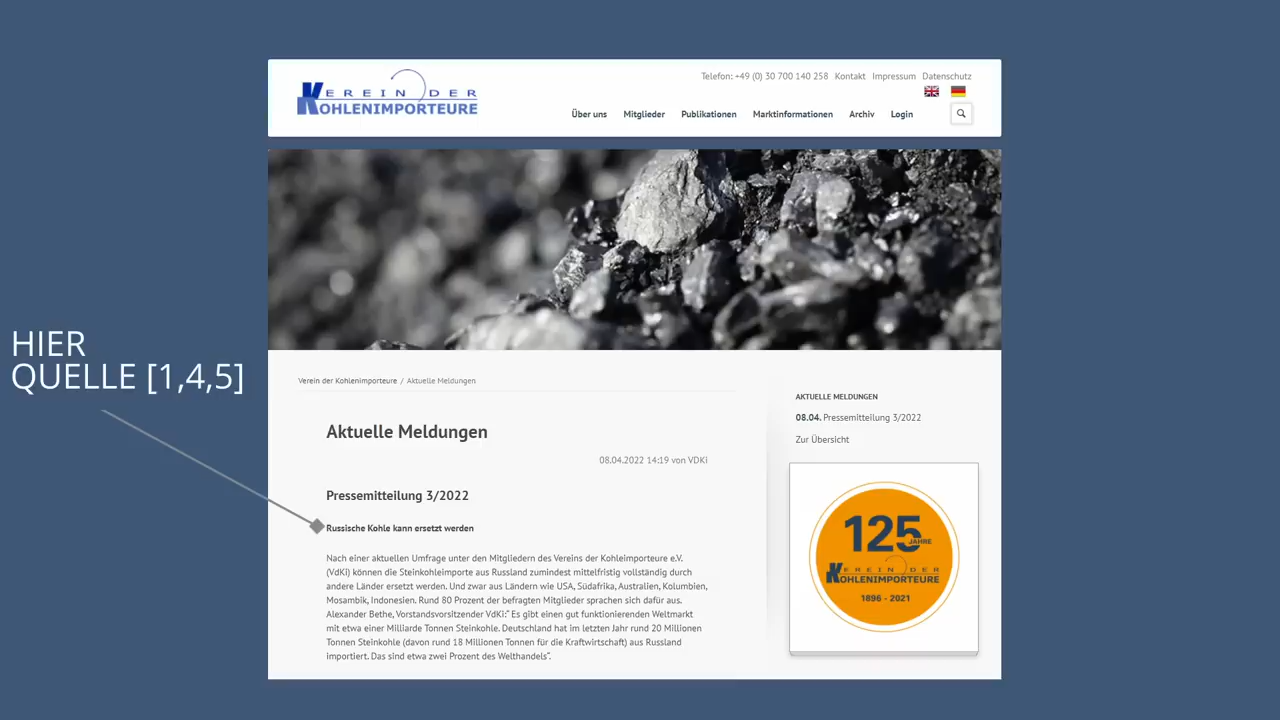 VEREIN DER
KOHLENIMPORTEURE
Telefon: +49 (0) 30 700 140 258 Kontakt Impressum Datenschutz
Über uns Mitglieder Publikationen Marktinformationen Archiv Login
HIER
QUELLE [1,4,5]
Verein der Kohlenimporteure / Aktuelle Meldungen
Aktuelle Meldungen
08.04.2022 14:19 von VDKi
Pressemitteilung 3/2022
Russische Kohle kann ersetzt werden
Nach einer aktuellen Umfrage unter den Mitgliedern des Vereins der Kohleimporteure e.V.
(VdKi) können die Steinkohleimporte aus Russland zumindest mittelfristig vollständig durch
andere Länder ersetzt werden. Und zwar aus Ländern wie USA, Südafrika, Australien, Kolumbien,
Mosambik, Indonesien. Rund 80 Prozent der befragten Mitglieder sprachen sich dafür aus.
Alexander Bethe, Vorstandsvorsitzender VdKi:“ Es gibt einen gut funktionierenden Weltmarkt
mit etwa einer Milliarde Tonnen Steinkohle. Deutschland hat im letzten Jahr rund 20 Millionen
Tonnen Steinkohle (davon rund 18 Millionen Tonnen für die Kraftwirtschaft) aus Russland
importiert. Das sind etwa zwei Prozent des Welthandels“.
AKTUELLE MELDUNGEN
08.04. Pressemitteilung 3/2022
Zur Übersicht
125
JAHRE
VEREIN DER
KOHLENIMPORTEURE
1896 - 2021